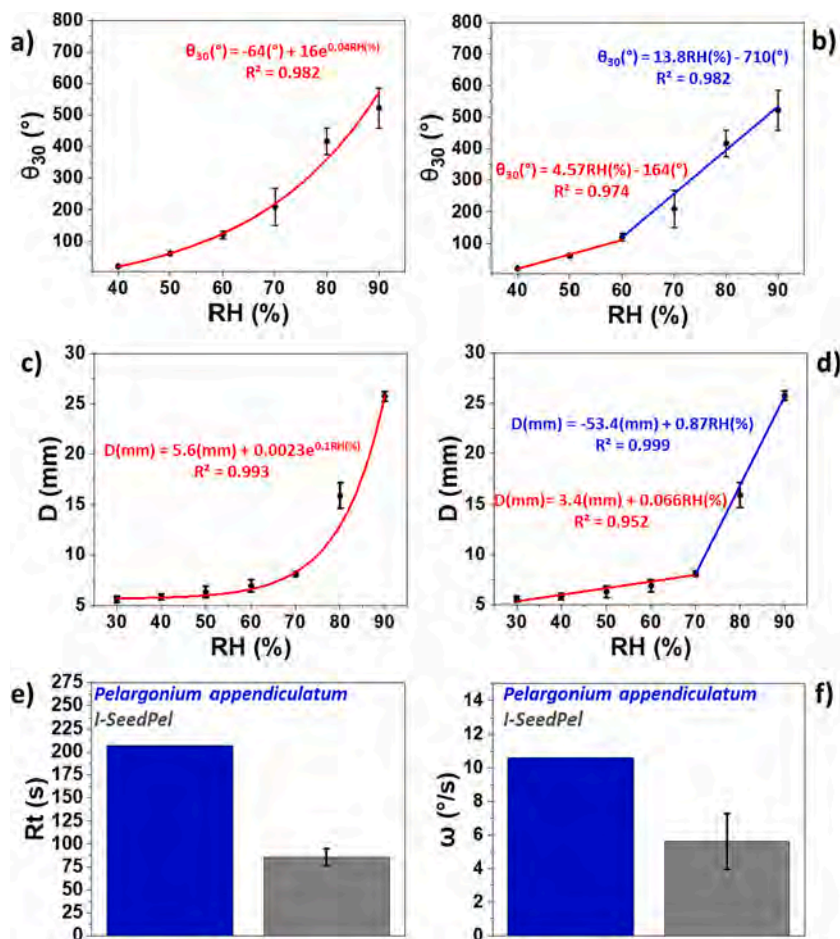 a)
800
700
600
500
400
300
200
100
θ30 (°)
θ30(°) = -64(°) + 16e^0.04RH(%)
R² = 0.982
40 50 60 70 80 90
RH (%)
b)
800
700
600
500
400
300
200
100
0
θ30 (°)
θ30(°) = 13.8RH(%) - 710(°)
R² = 0.982
θ30(°) = 4.57RH(%) - 164(°)
R² = 0.974
40 50 60 70 80 90
RH (%)
c)
30
25
20
15
10
5
D (mm)
D(mm) = 5.6(mm) + 0.0023e^0.1RH(%)
R² = 0.993
30 40 50 60 70 80 90
RH (%)
d)
30
25
20
15
10
5
D (mm)
D(mm) = -53.4(mm) + 0.87RH(%)
R² = 0.999
D(mm)= 3.4(mm) + 0.066RH(%)
R² = 0.952
30 40 50 60 70 80 90
RH (%)
e)
275
250
225
200
175
150
125
100
75
50
25
0
Rt (s)
Pelargonium appendiculatum
I-SeedPel
f)
14
12
10
8
6
4
2
0
ω (°/s)
Pelargonium appendiculatum
I-SeedPel